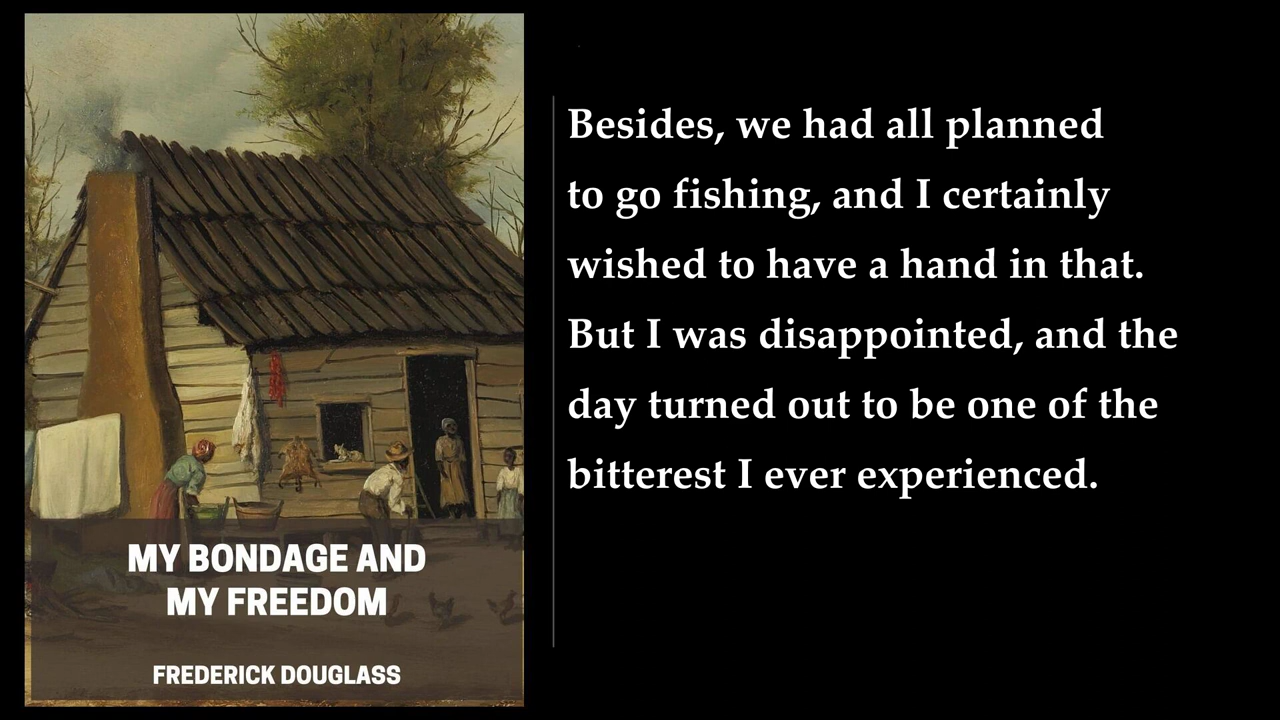 MY BONDAGE AND
MY FREEDOM
FREDERICK DOUGLASS
Besides, we had all planned
to go fishing, and I certainly
wished to have a hand in that.
But I was disappointed, and the
day turned out to be one of the
bitterest I ever experienced.